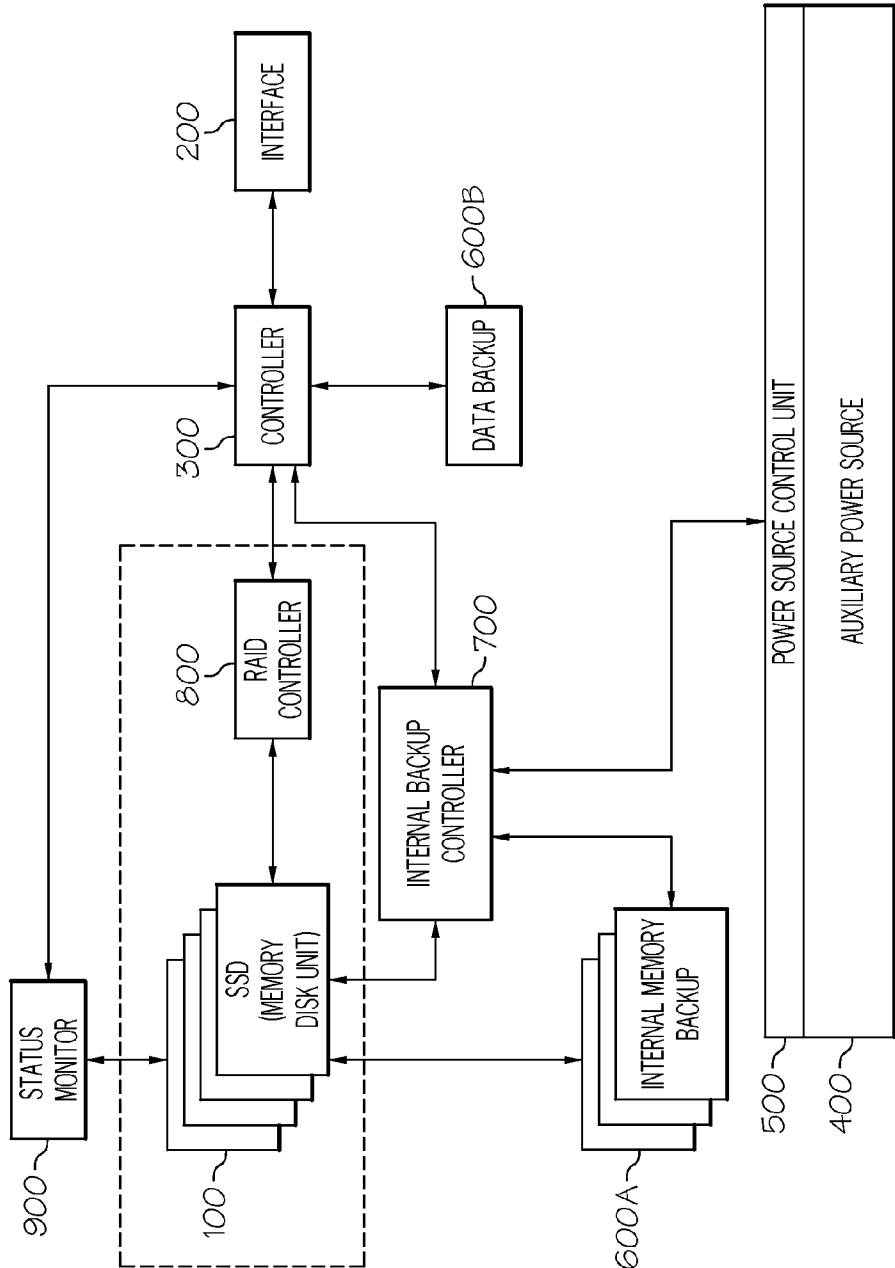 900
STATUS
MONITOR
100
SSD
(MEMORY
DISK UNIT)
800
RAID
CONTROLLER
300
CONTROLLER
200
INTERFACE
600A
INTERNAL MEMORY
BACKUP
INTERNAL BACKUP
CONTROLLER
700
DATA BACKUP
600B
500
POWER SOURCE CONTROL UNIT
400
AUXILIARY POWER SOURCE